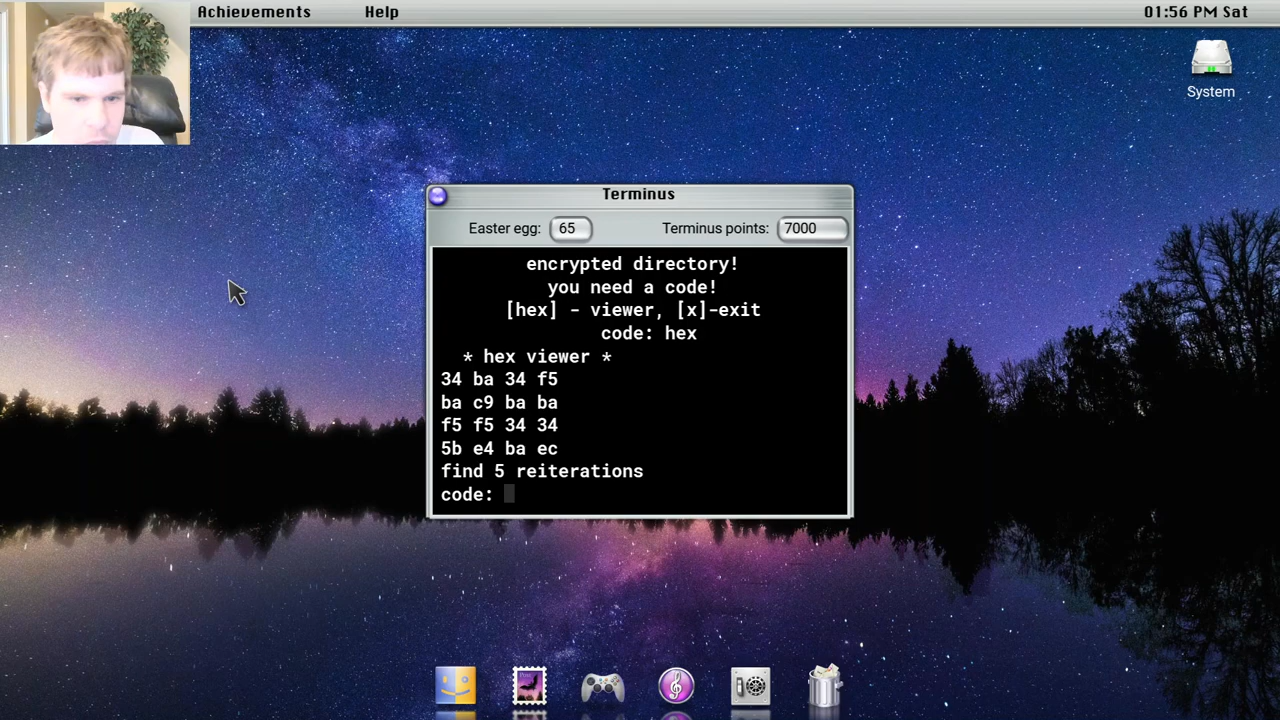 Achievements Help 01:56 PM Sat
System
Terminus
Easter egg: 65 Terminus points: 7000
encrypted directory!
you need a code!
[hex] - viewer, [x]-exit
code: hex
* hex viewer *
34 ba 34 f5
ba c9 ba ba
f5 f5 34 34
5b e4 ba ec
find 5 reiterations
code: